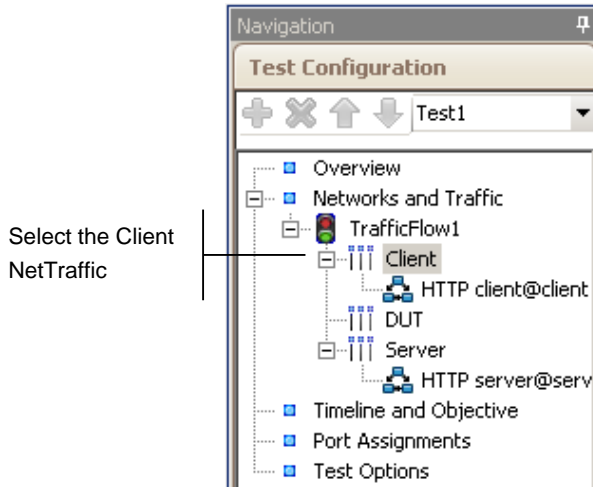 Navigation
Test Configuration
Test1
Overview
Networks and Traffic
TrafficFlow1
Select the Client
NetTraffic
Client
HTTP client@client
DUT
Server
HTTP server@serv
Timeline and Objective
Port Assignments
Test Options